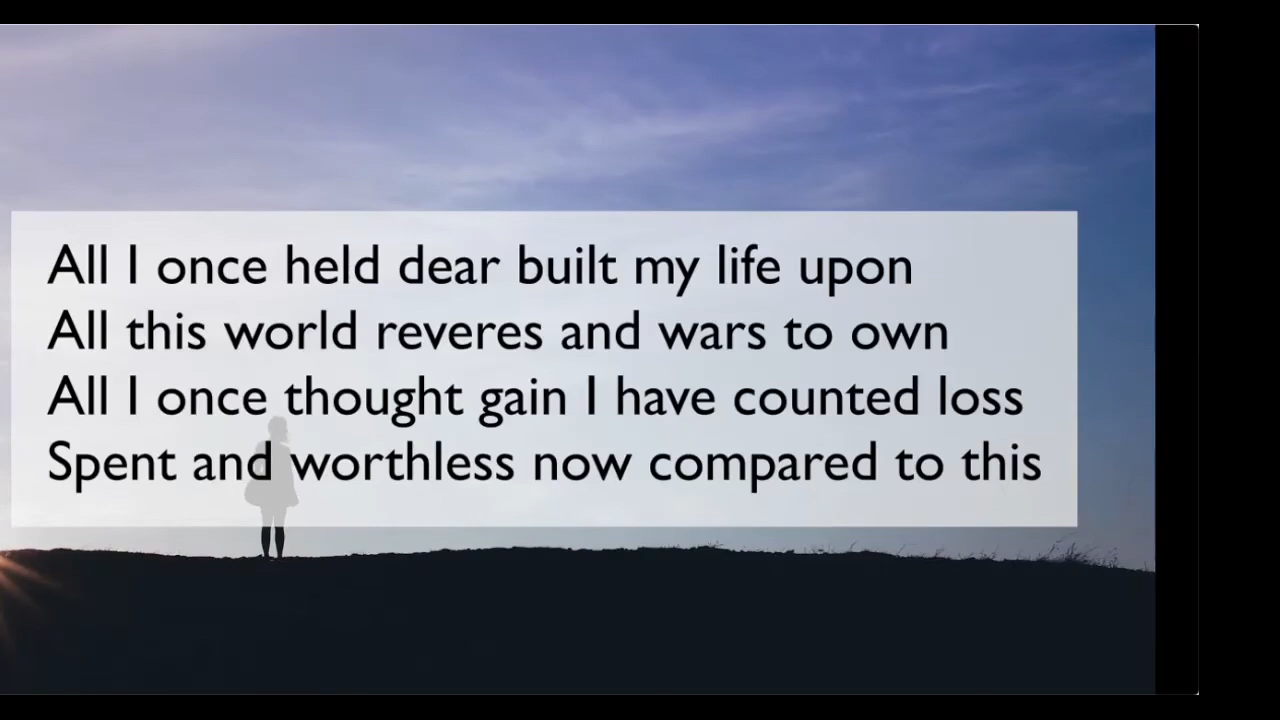 All I once held dear built my life upon
All this world reveres and wars to own
All I once thought gain I have counted loss
Spent and worthless now compared to this